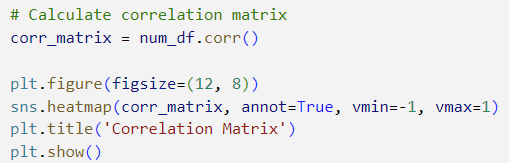 # Calculate correlation matrix
corr_matrix = num_df.corr()
plt.figure(figsize=(12, 8))
sns.heatmap(corr_matrix, annot=True, vmin=-1, vmax=1)
plt.title('Correlation Matrix')
plt.show()